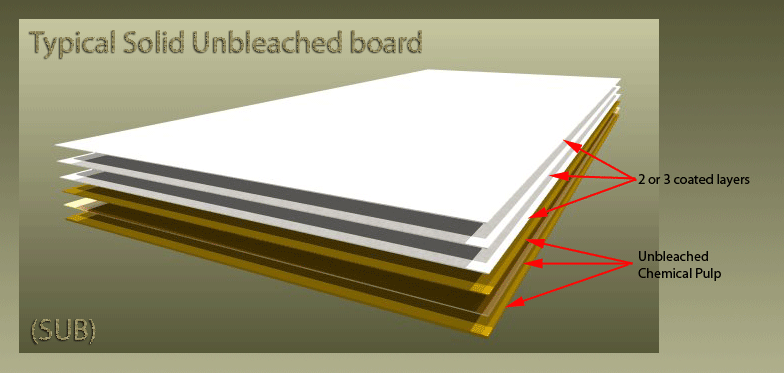 Typical Solid Unbleached board
2 or 3 coated layers
Unbleached
Chemical Pulp
(SUB)